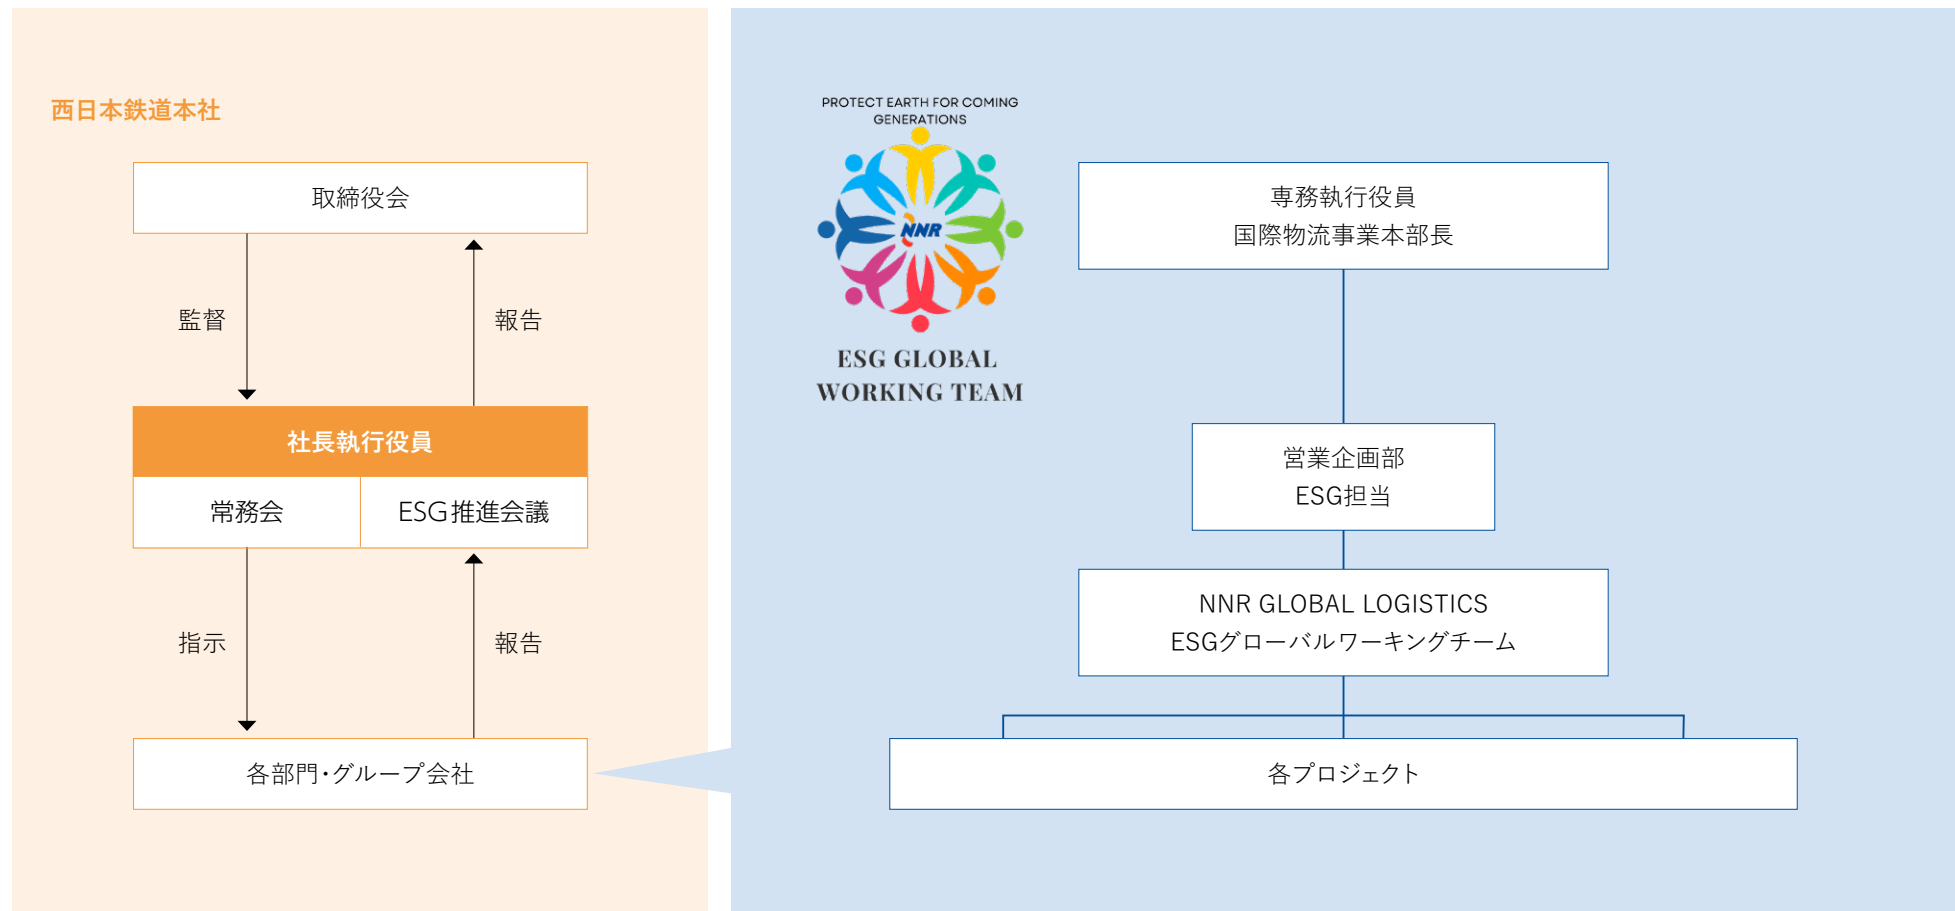 西日本鉄道本社
取締役会
監督
報告
社長執行役員
常務会
ESG推進会議
指示
報告
各部門・グループ会社
PROTECT EARTH FOR COMING
GENERATIONS
NNR
ESG GLOBAL
WORKING TEAM
専務執行役員
国際物流事業本部長
営業企画部
ESG担当
NNR GLOBAL LOGISTICS
ESGグローバルワーキングチーム
各プロジェクト